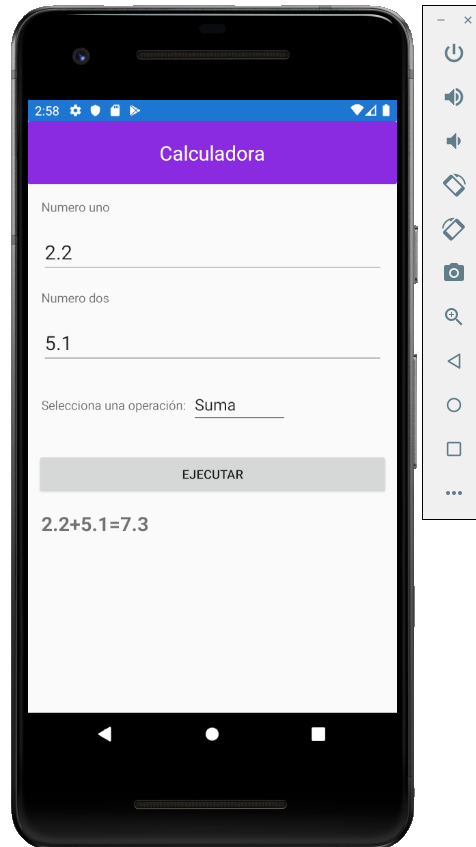 2:58
Calculadora
Numero uno
2.2
Numero dos
5.1
Selecciona una operación: Suma
EJECUTAR
2.2+5.1=7.3